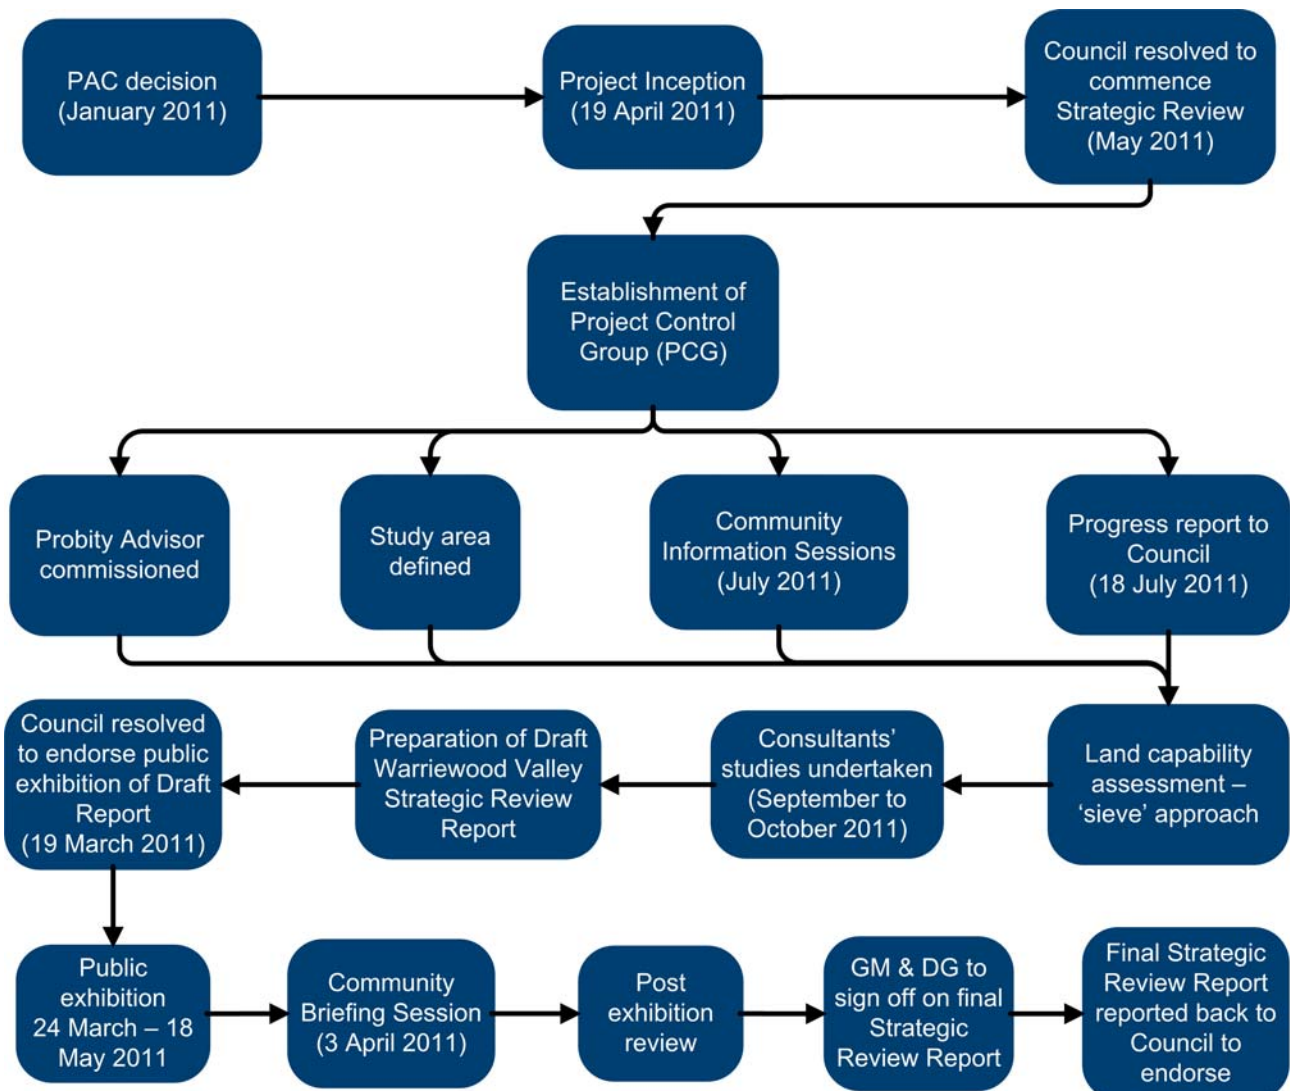 PAC decision
(January 2011)
Project Inception
(19 April 2011)
Council resolved to
commence
Strategic Review
(May 2011)
Establishment of
Project Control
Group (PCG)
Probity Advisor
commissioned
Study area
defined
Community
Information Sessions
(July 2011)
Progress report to
Council
(18 July 2011)
Land capability
assessment –
‘sieve’ approach
Consultants’
studies undertaken
(September to
October 2011)
Preparation of Draft
Warriewood Valley
Strategic Review
Report
Council resolved
to endorse public
exhibition of Draft
Report
(19 March 2011)
Public
exhibition
24 March – 18
May 2011
Community
Briefing Session
(3 April 2011)
Post
exhibition
review
GM & DG to
sign off on final
Strategic
Review Report
Final Strategic
Review Report
reported back to
Council to
endorse